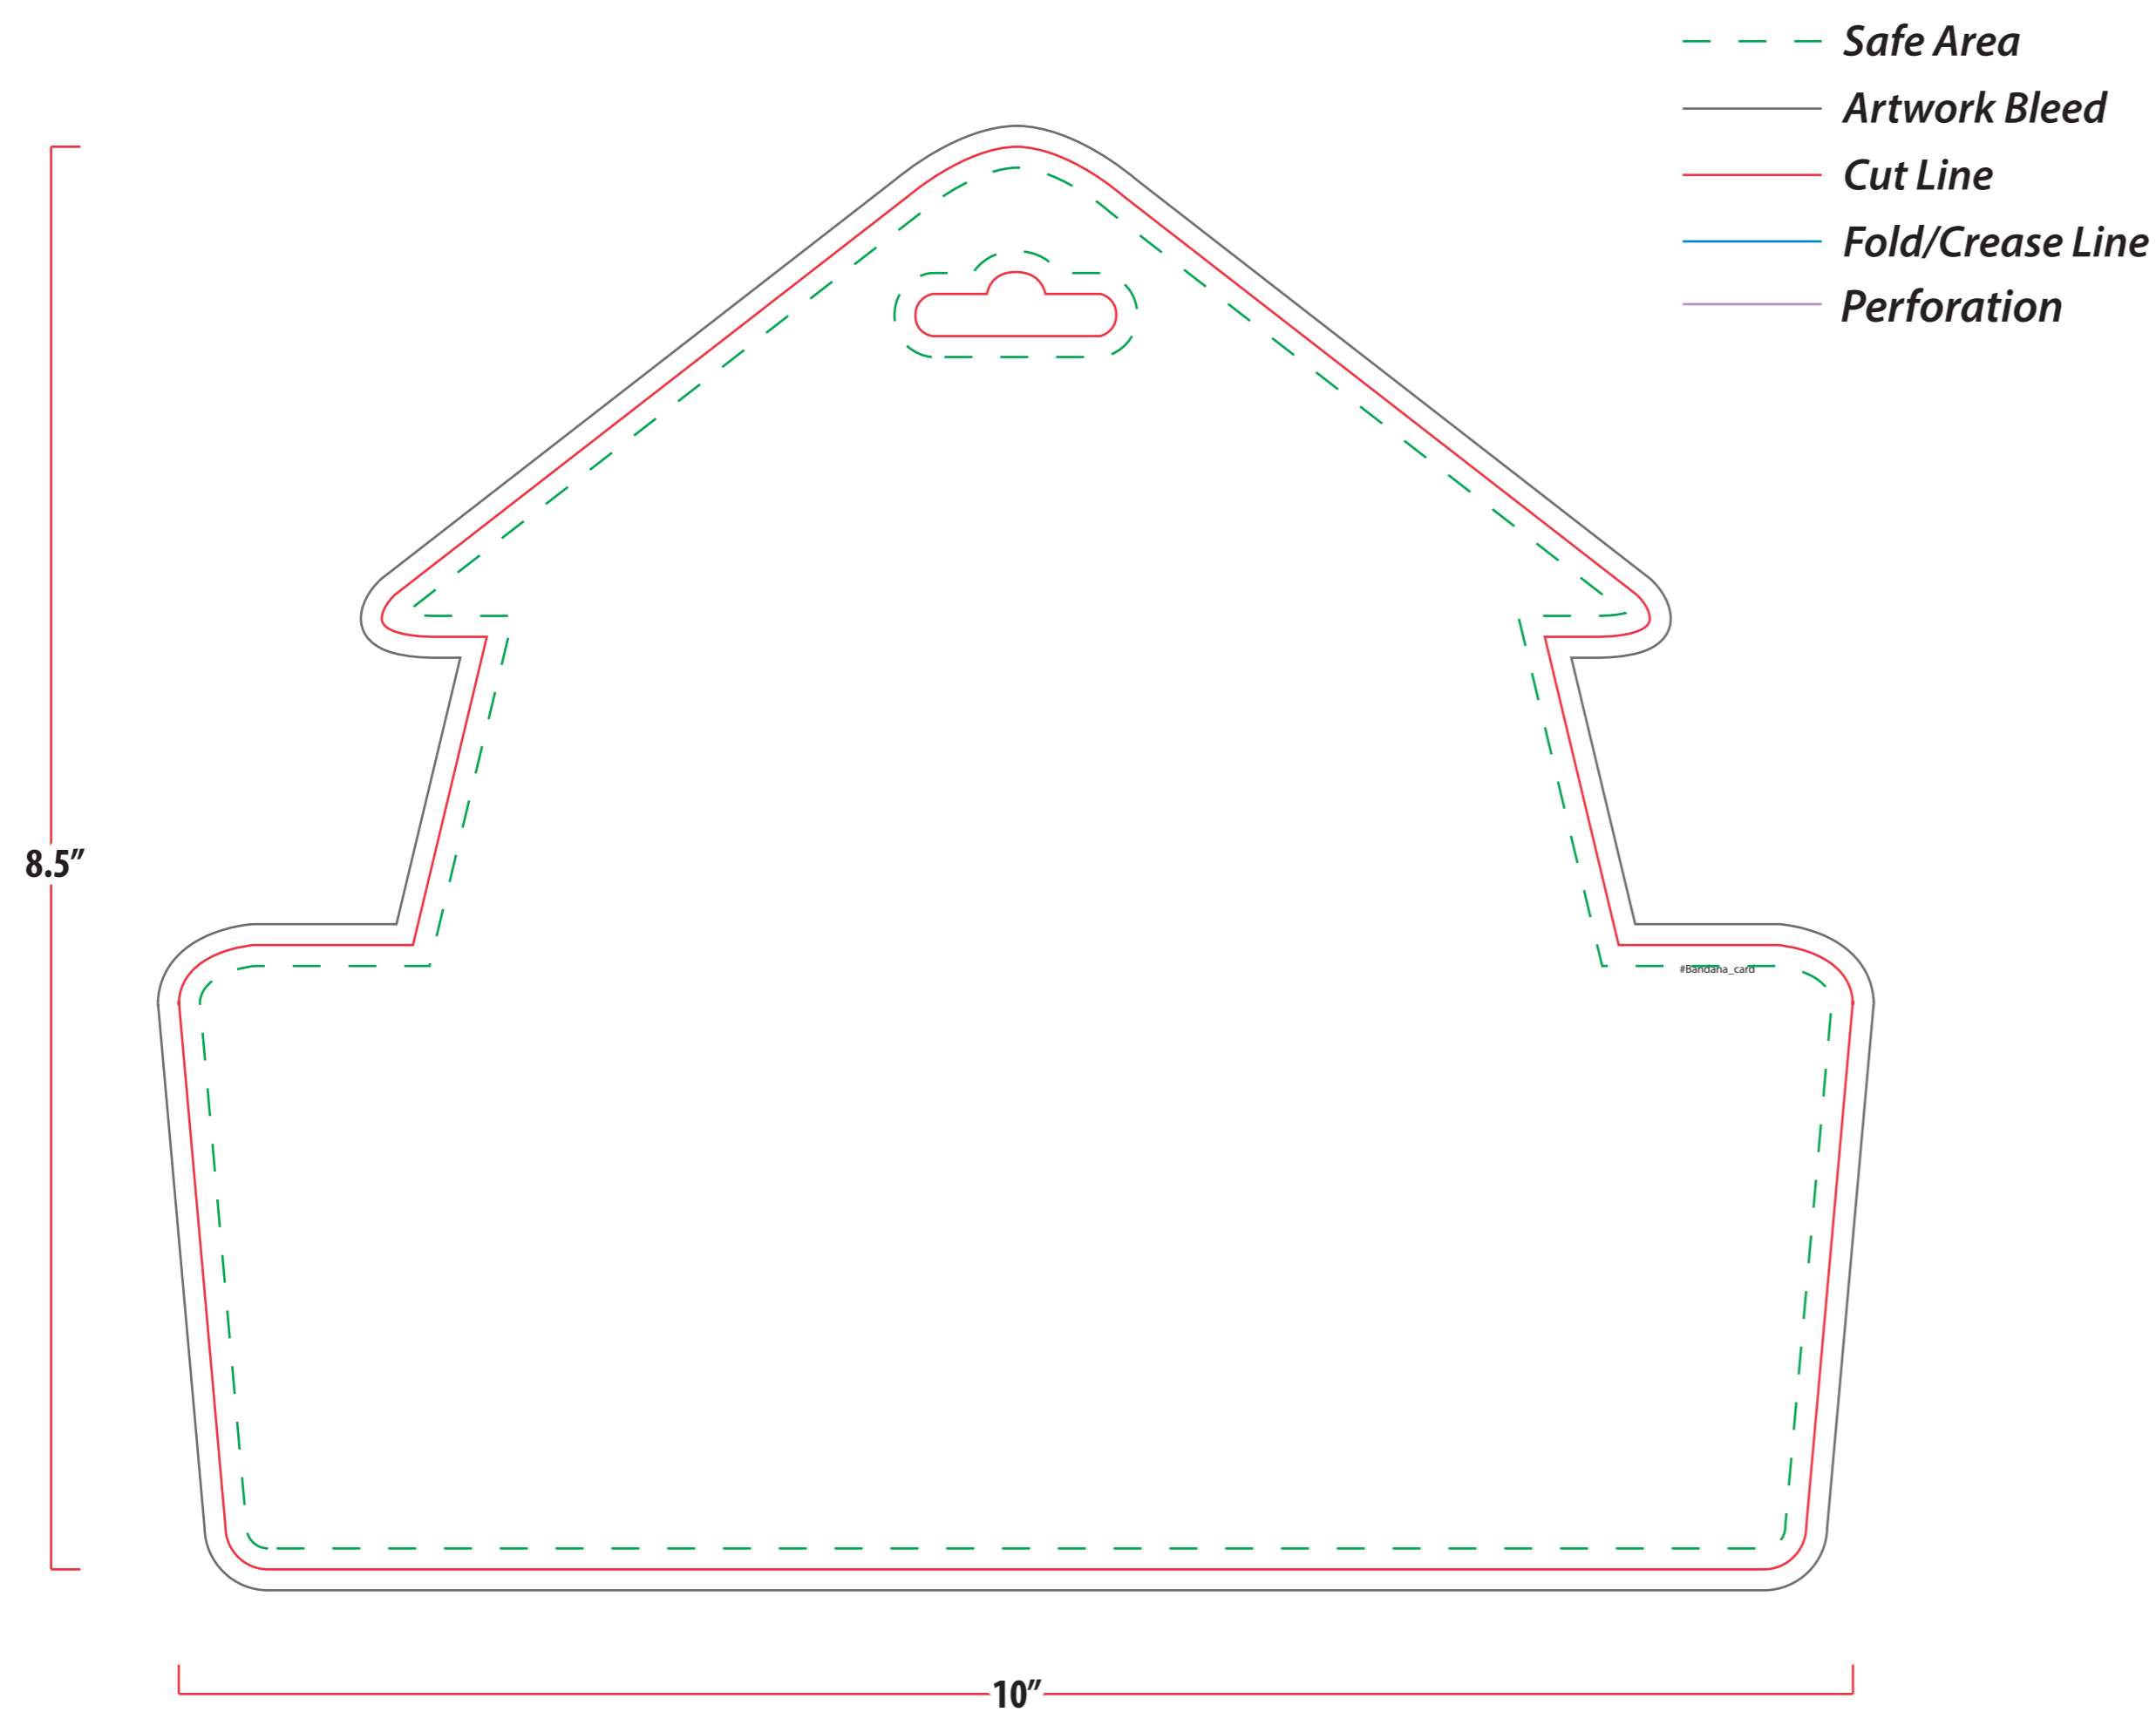 Safe Area
Artwork Bleed
Cut Line
Fold/Crease Line
Perforation
8.5”
#Bandana_card
10”